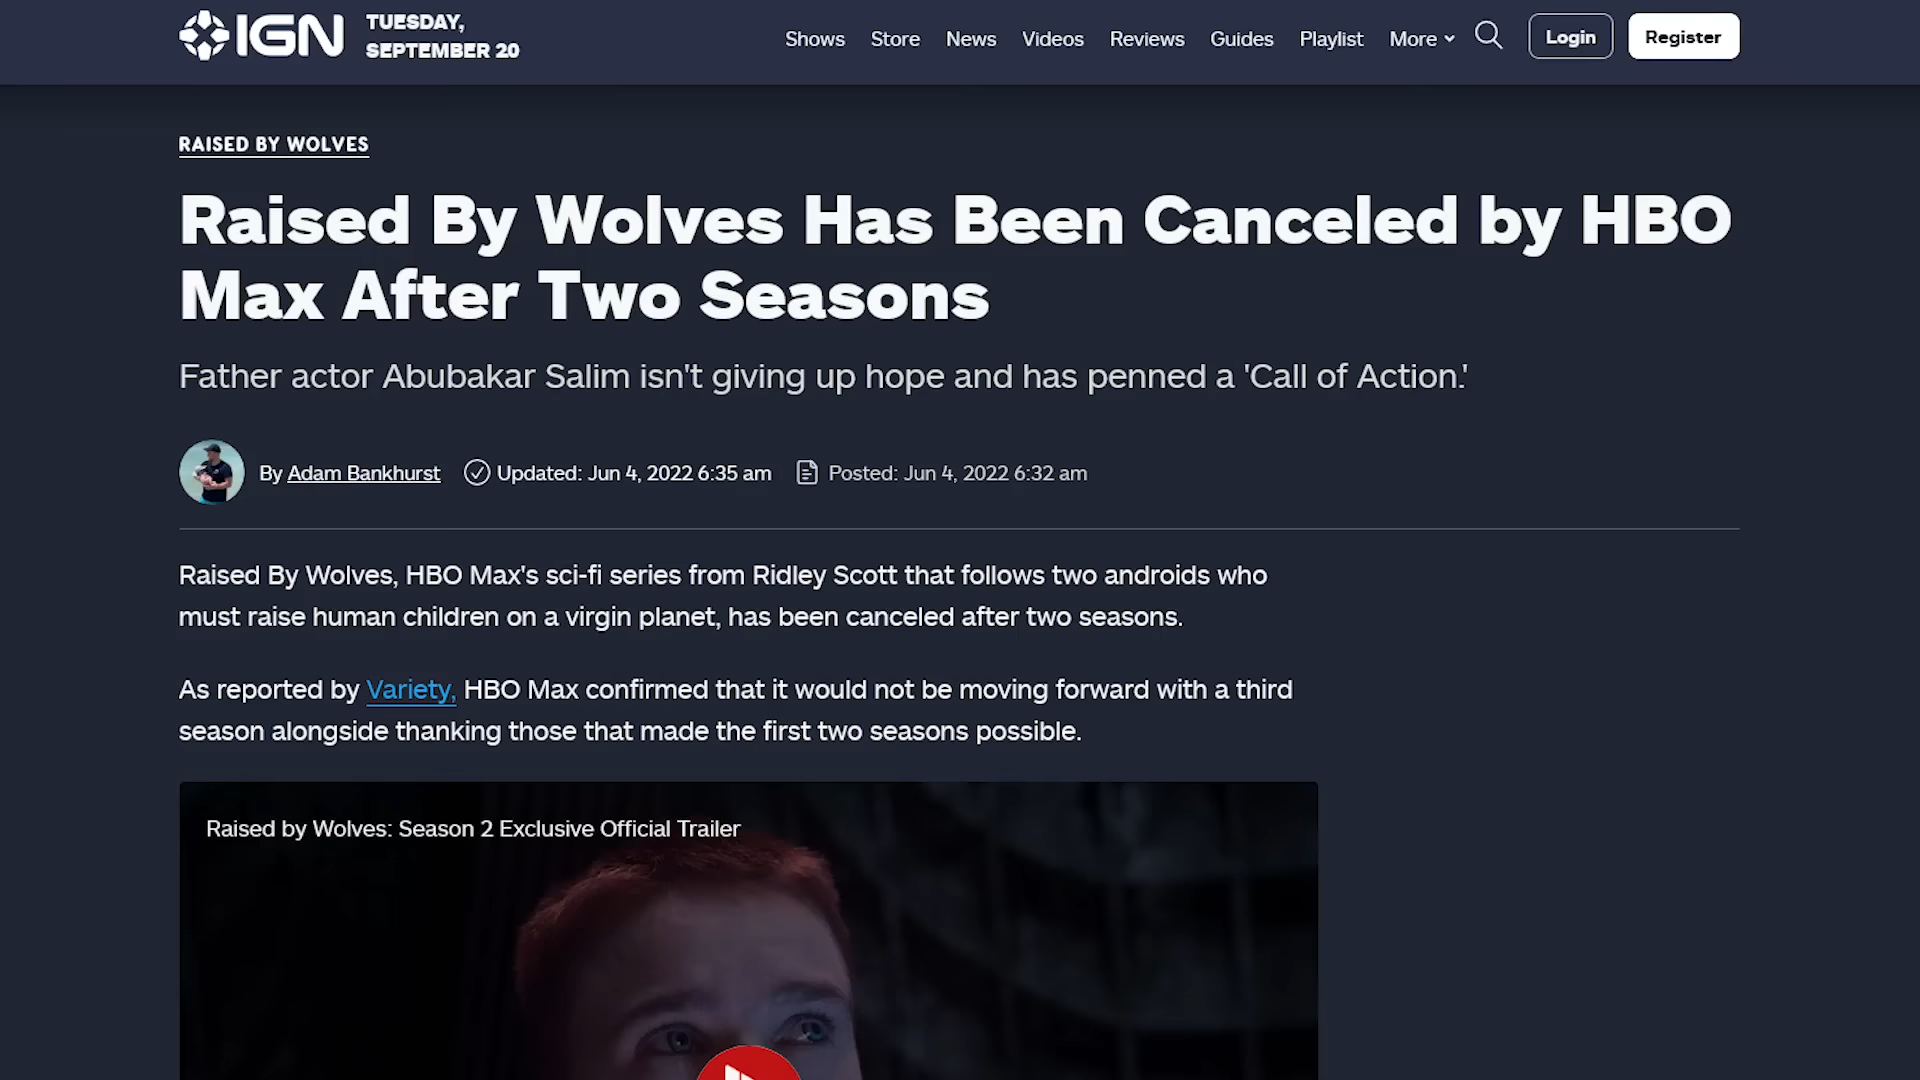 IGN
TUESDAY,
SEPTEMBER 20
Shows Store News Videos Reviews Guides Playlist More Login Register
RAISED BY WOLVES
Raised By Wolves Has Been Canceled by HBO
Max After Two Seasons
Father actor Abubakar Salim isn't giving up hope and has penned a 'Call of Action.'
By Adam Bankhurst Updated: Jun 4, 2022 6:35 am Posted: Jun 4, 2022 6:32 am
Raised By Wolves, HBO Max's sci-fi series from Ridley Scott that follows two androids who
must raise human children on a virgin planet, has been canceled after two seasons.
As reported by Variety, HBO Max confirmed that it would not be moving forward with a third
season alongside thanking those that made the first two seasons possible.
Raised by Wolves: Season 2 Exclusive Official Trailer